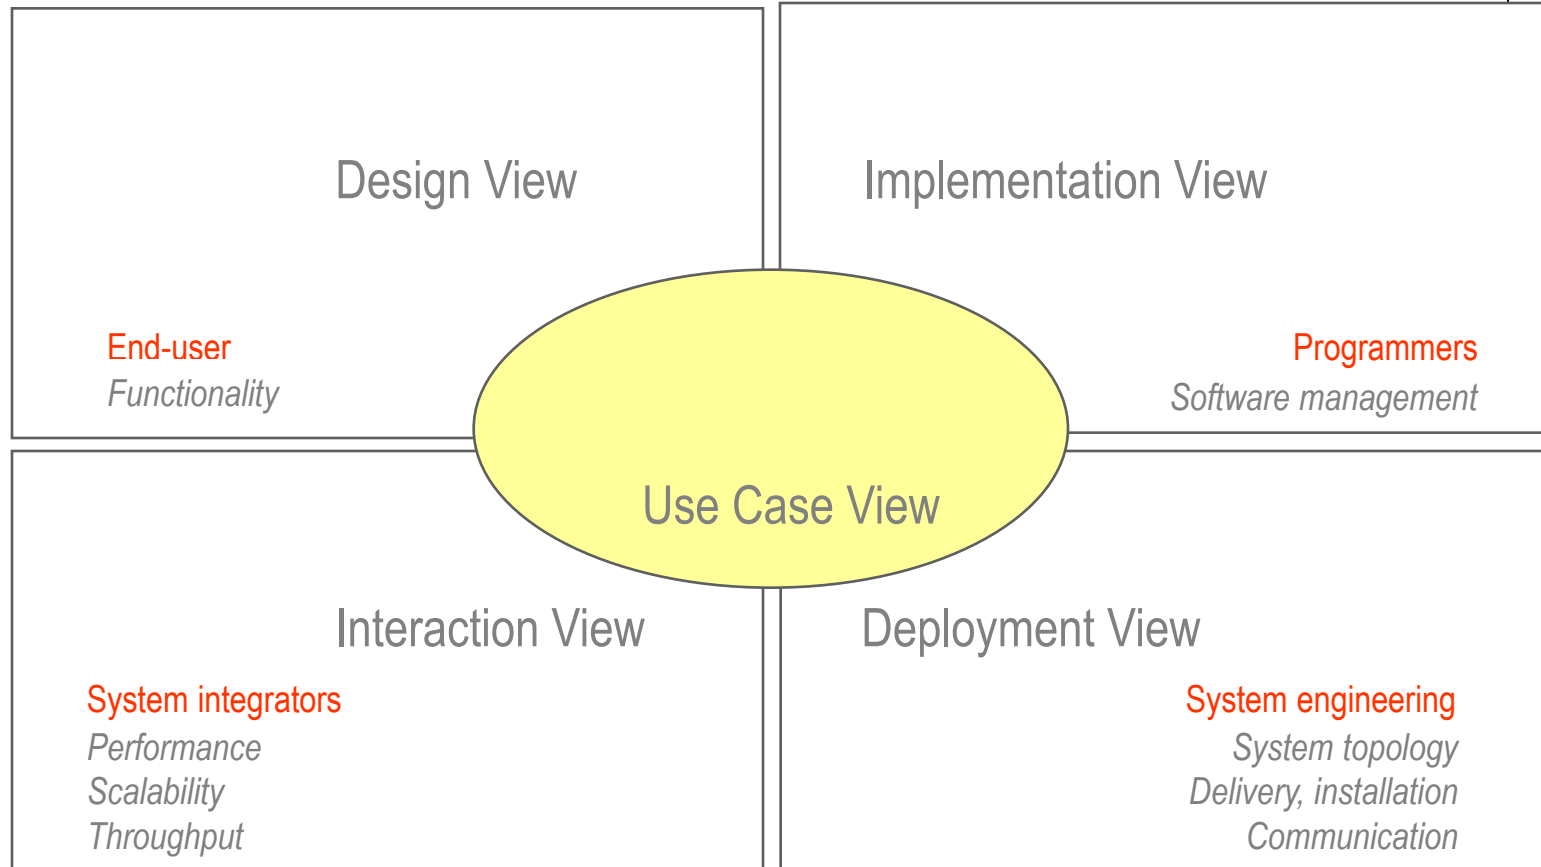 Design View
End-user
Functionality
Implementation View
Programmers
Software management
Use Case View
Interaction View
System integrators
Performance
Scalability
Throughput
Deployment View
System engineering
System topology
Delivery, installation
Communication